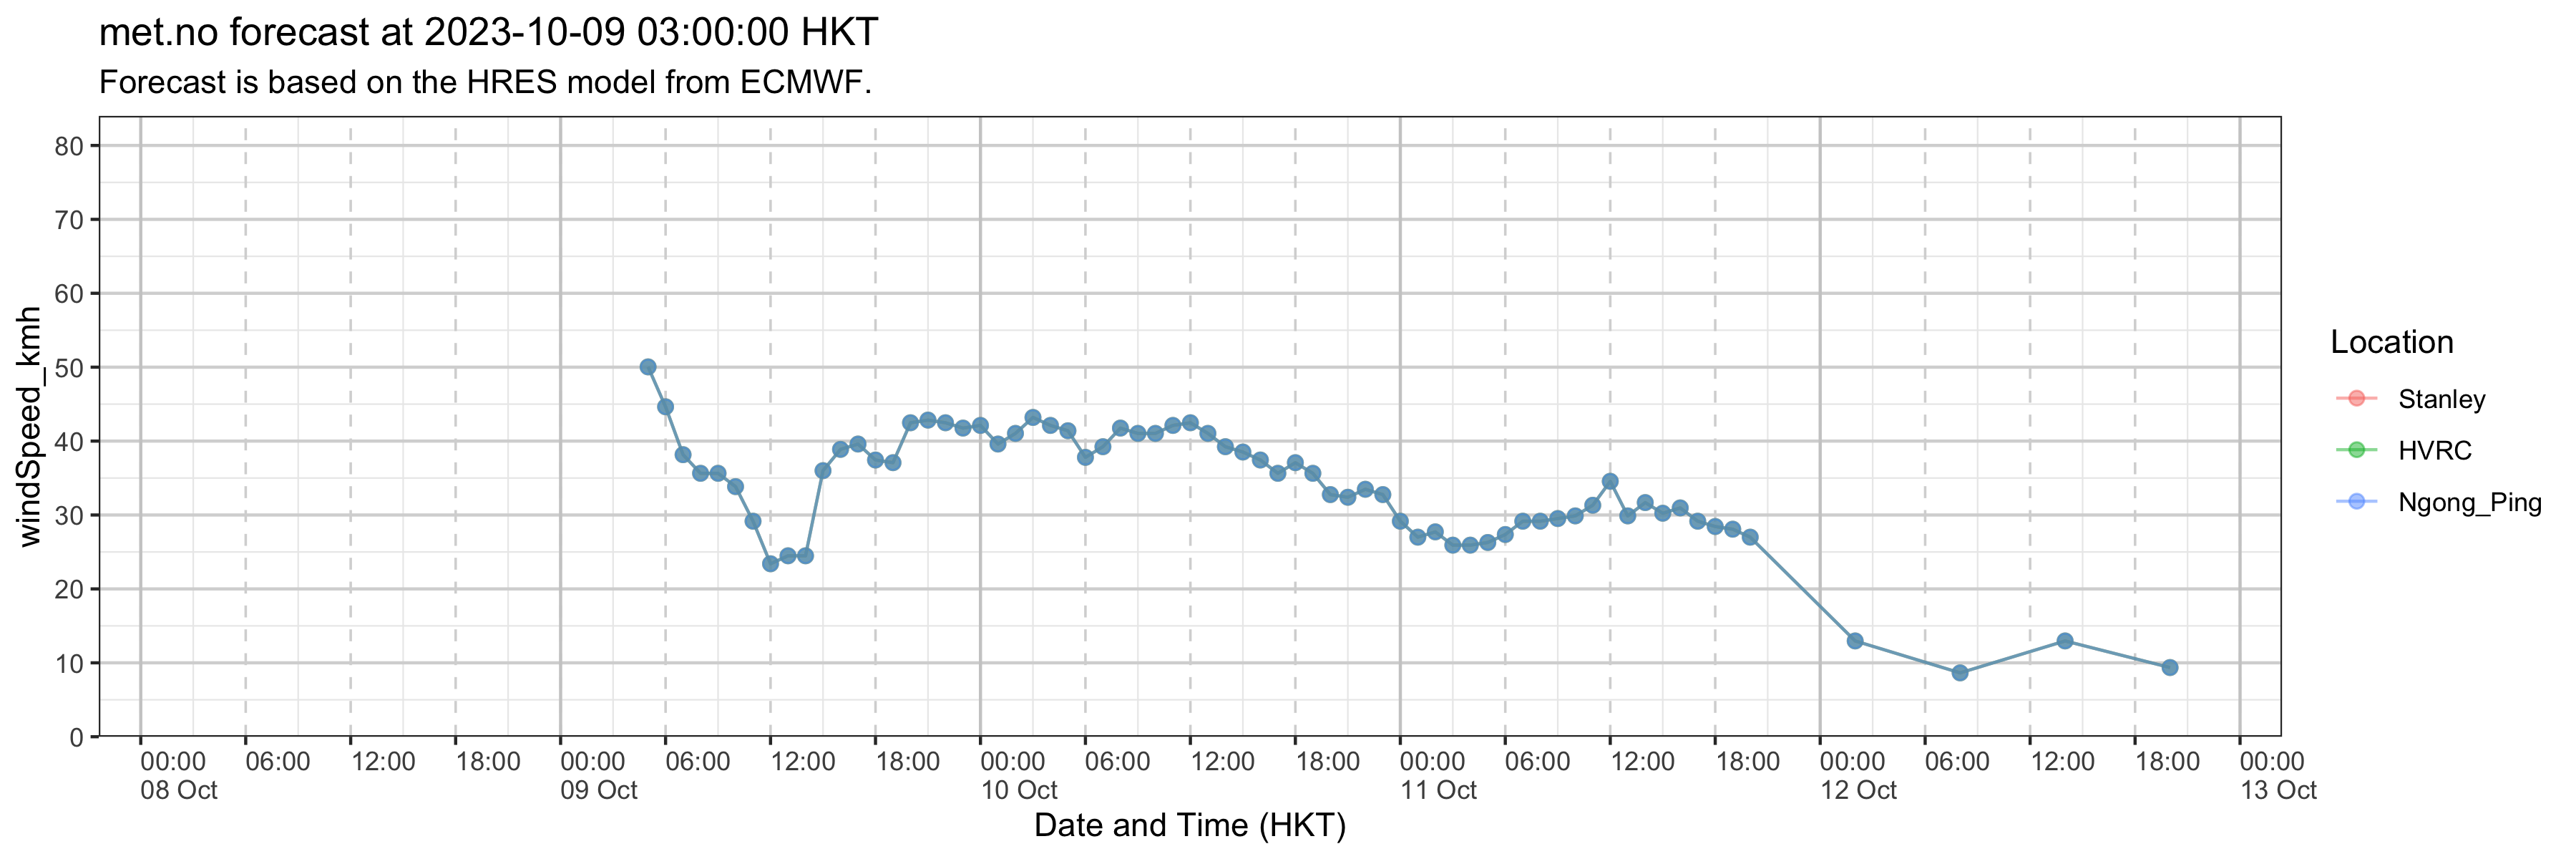 met.no forecast at 2023-10-09 03:00:00 HKT
Forecast is based on the HRES model from ECMWF.
windSpeed_kmh
80
70
60
50
40
30
20
10
0
00:00 06:00 12:00 18:00 00:00 06:00 12:00 18:00 00:00 06:00 12:00 18:00 00:00 06:00 12:00 18:00 00:00 06:00 12:00 18:00 00:00
08 Oct 09 Oct 10 Oct 11 Oct 12 Oct 13 Oct
Date and Time (HKT)
Location
Stanley
HVRC
Ngong_Ping